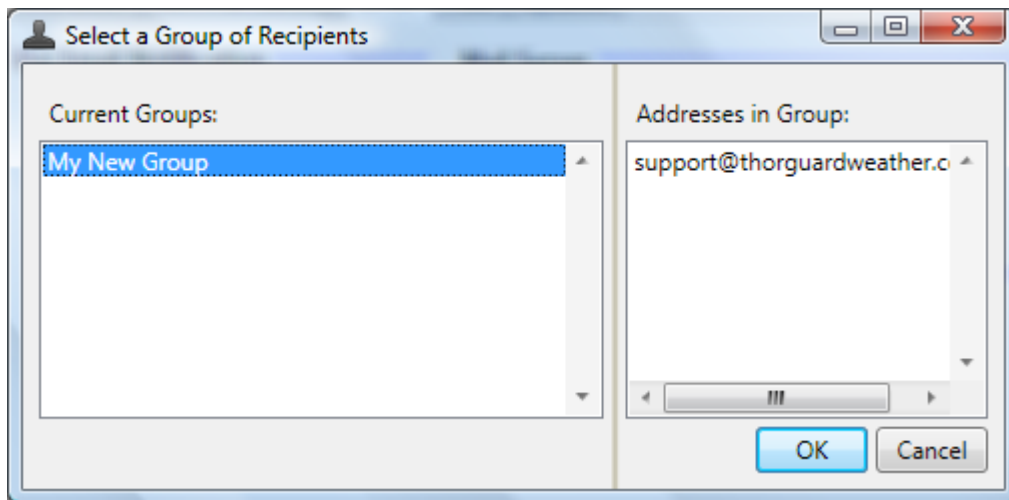 Select a Group of Recipients
Current Groups:
Addresses in Group:
My New Group
support@thorguardweather.c
OK
Cancel